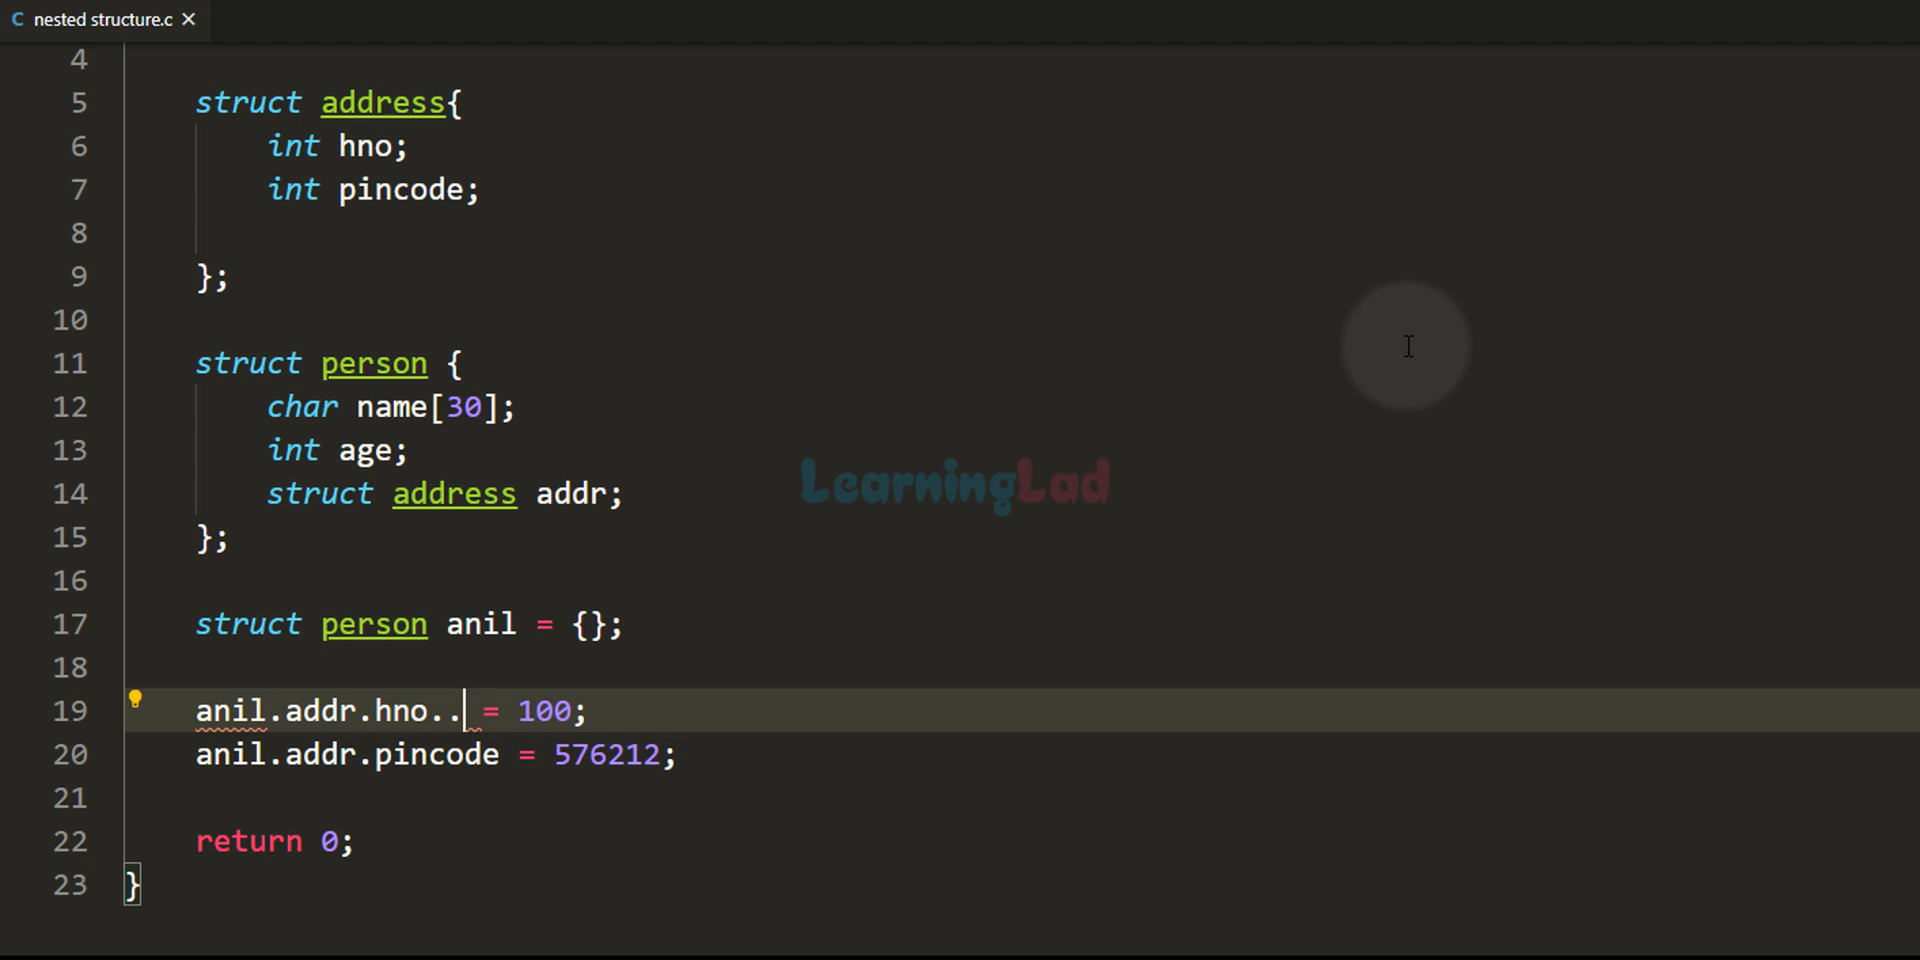 C nested structure.c ×
4
5 struct address{
6 int hno;
7 int pincode;
8
9 };
10
11 struct person {
12 char name[30];
13 int age;
14 struct address addr;
LearningLad
15 };
16
17 struct person anil = {};
18
19 anil.addr.hno.. = 100;
20 anil.addr.pincode = 576212;
21
22 return 0;
23 }